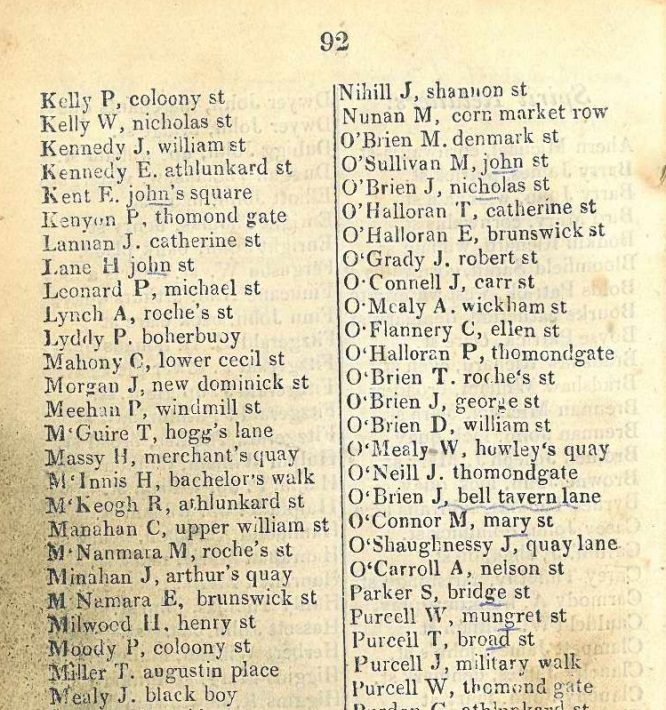 92
Kelly P, coloony st
Kelly W, nicholas st
Kennedy J, william st
Kennedy E. athlunkard st
Kent E. john's square
Kenyon P, thomond gate
Lannan J. catherine st
Lane H john st
Leonard P, michael st
Lynch A, roche's st
Lyddy P. boherbuoy
Mahony C, lower cecil st
Morgan J, new dominick st
Meehan P, windmill st
M'Guire T, hogg's lane
Massy H, merchant's quay
M'Innis H, bachelor's walk
M'Keogh R, athlunkard st
Manahan C, upper william st
M'Nanmara M, roche's st
Minahan J, arthur's quay
M Namara E, brunswick st
Milwood H, henry st
Moody P, coloony st
Miller T. augustin place
Mealy J. black boy
Nihill J, shannon st
Nunan M, corn market row
O'Brien M. denmark st
O'Sullivan M, john st
O'Brien J, nicholas st
O'Halloran T, catherine st
O'Halloran E, brunswick st
O'Grady J, robert st
O'Connell J, carr st
O'Mealy A. wickham st
O'Flannery C, ellen st
O'Halloran P, thomondgate
O'Brien T. roche's st
O'Brien J, george st
O'Brien D, william st
O'Mealy W, howley's quay
O'Neill J. thomondgate
O'Brien J, bell tavern lane
O'Connor M, mary st
O'Shaughnessy J, quay lane
O'Carroll A, nelson st
Parker S, bridge st
Purcell W, mungret st
Purcell T, broad st
Purcell J, military walk
Purcell W, thomond gate